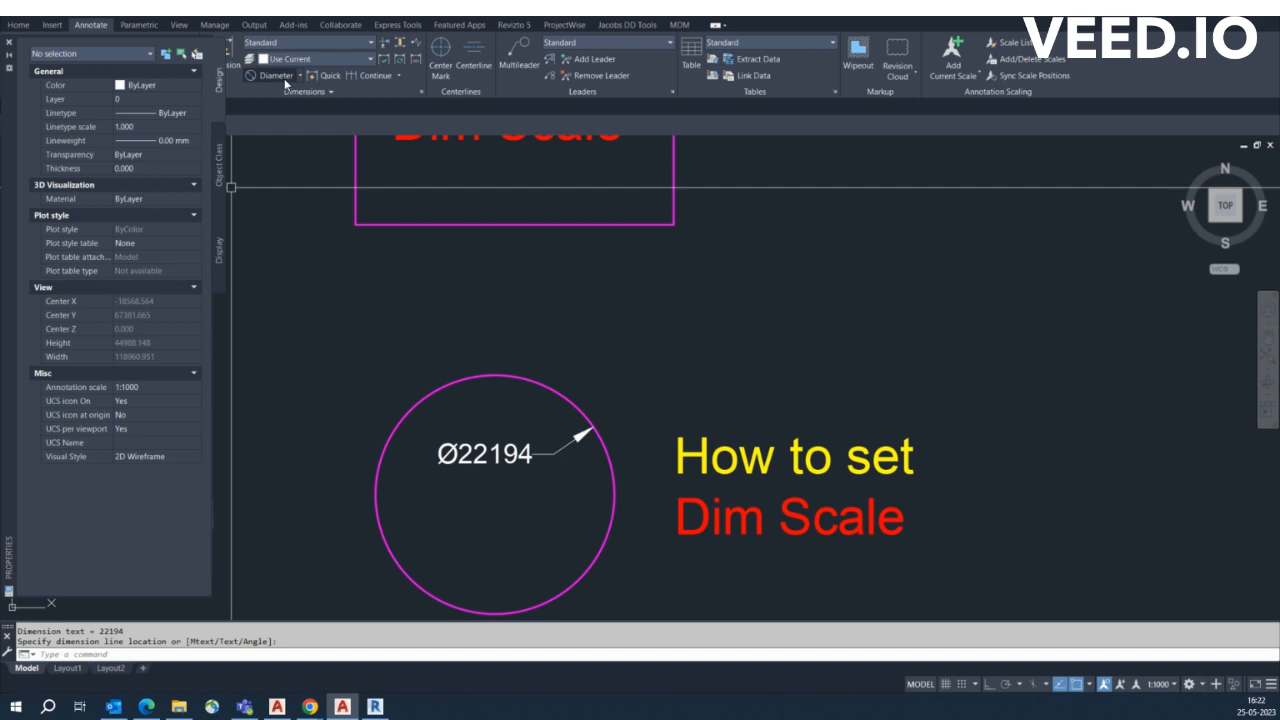 Home Insert Annotate Parametric View Manage Output Add-ins Collaborate Express Tools Featured Apps Revizto 5 ProjectWise Jacobs DD Tools MDM
VEED.IO
No selection
Standard
Use Current
Diameter Quick Continue
Dimensions
Center Mark
Centerline
Centerlines
Multileader
Standard
Add Leader
Remove Leader
Leaders
Table
Standard
Extract Data
Link Data
Tables
Wipeout
Revision Cloud
Markup
Add Current Scale
Scale List
Add/Delete Scales
Sync Scale Positions
Annotation Scaling
General
Color ByLayer
Layer 0
Linetype ByLayer
Linetype scale 1.000
Lineweight 0.00 mm
Transparency ByLayer
Thickness 0.000
3D Visualization
Material ByLayer
Plot style
Plot style ByColor
Plot style table None
Plot table attach... Model
Plot table type Not available
View
Center X -18568.564
Center Y 67381.665
Center Z 0.000
Height 44988.148
Width 118960.951
Misc
Annotation scale 1:1000
UCS icon On Yes
UCS icon at origin No
UCS per viewport Yes
UCS Name
Visual Style 2D Wireframe
Design
Object Class
Display
PROPERTIES
Dim Scale
N
W TOP E
S
WCS
Ø22194
How to set
Dim Scale
X
Dimension text = 22194
Specify dimension line location or [Mtext/Text/Angle]:
Type a command
Model Layout1 Layout2 +
MODEL 1:1000
16:22
25-05-2023